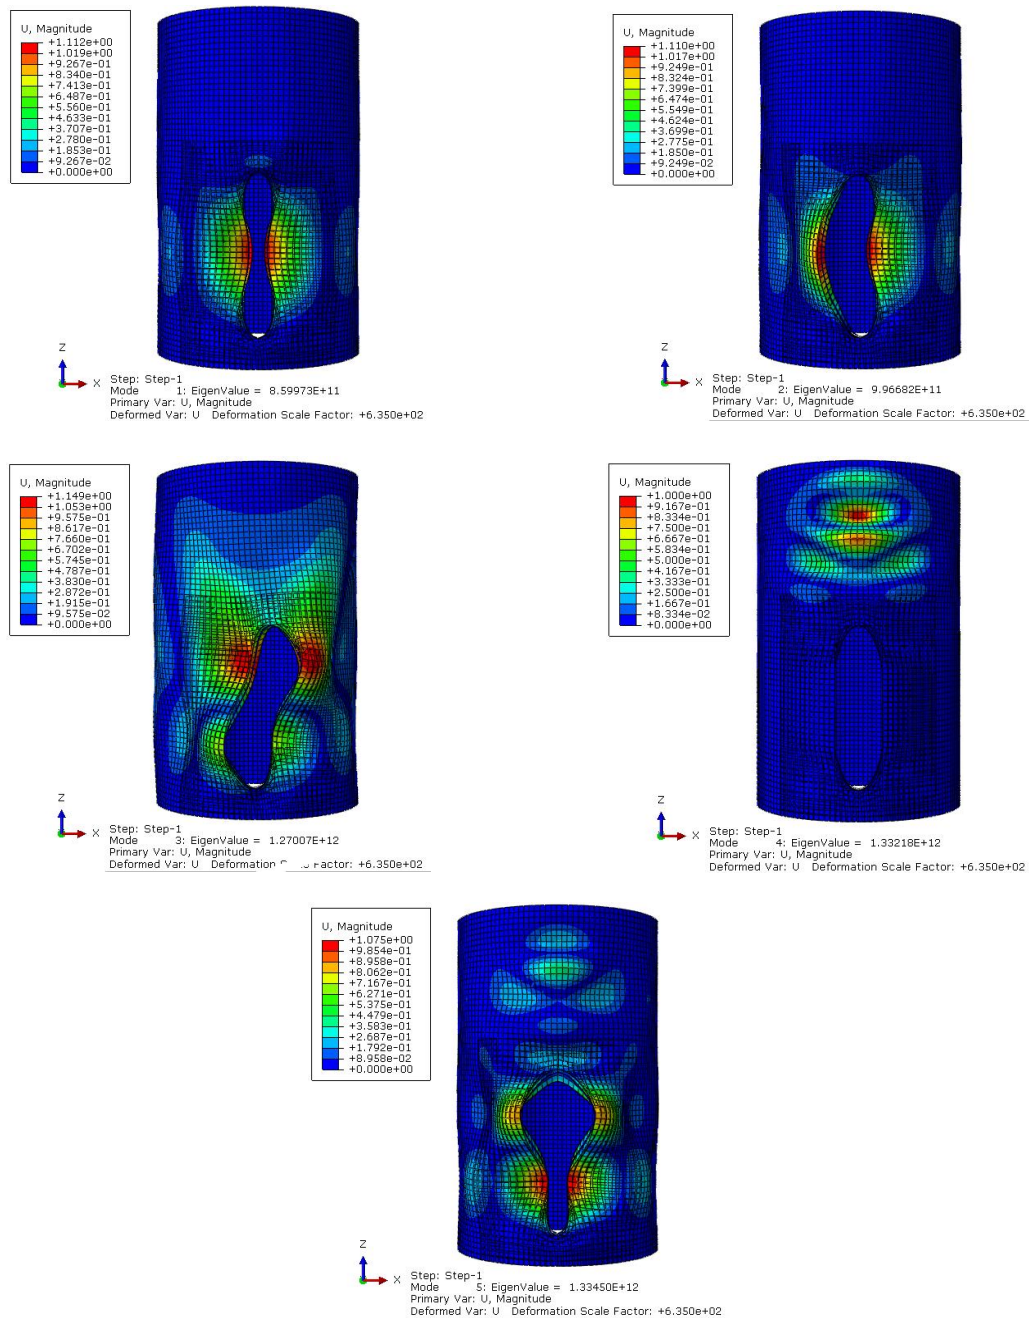 U, Magnitude
+1.112e+00
+1.019e+00
+9.267e-01
+8.340e-01
+7.413e-01
+6.487e-01
+5.560e-01
+4.633e-01
+3.707e-01
+2.780e-01
+1.853e-01
+9.267e-02
+0.000e+00
Z
X
Step: Step-1
Mode 1: EigenValue = 8.59973E+11
Primary Var: U, Magnitude
Deformed Var: U Deformation Scale Factor: +6.350e+02
U, Magnitude
+1.110e+00
+1.017e+00
+9.249e-01
+8.324e-01
+7.399e-01
+6.474e-01
+5.549e-01
+4.624e-01
+3.699e-01
+2.775e-01
+1.850e-01
+9.249e-02
+0.000e+00
Z
X
Step: Step-1
Mode 2: EigenValue = 9.96682E+11
Primary Var: U, Magnitude
Deformed Var: U Deformation Scale Factor: +6.350e+02
U, Magnitude
+1.149e+00
+1.053e+00
+9.575e-01
+8.617e-01
+7.660e-01
+6.702e-01
+5.745e-01
+4.787e-01
+3.830e-01
+2.872e-01
+1.915e-01
+9.575e-02
+0.000e+00
Z
X
Step: Step-1
Mode 3: EigenValue = 1.27007E+12
Primary Var: U, Magnitude
Deformed Var: U Deformation Factor: +6.350e+02
U, Magnitude
+1.000e+00
+9.167e-01
+8.334e-01
+7.500e-01
+6.667e-01
+5.834e-01
+5.000e-01
+4.167e-01
+3.333e-01
+2.500e-01
+1.667e-01
+8.334e-02
+0.000e+00
Z
X
Step: Step-1
Mode 4: EigenValue = 1.33218E+12
Primary Var: U, Magnitude
Deformed Var: U Deformation Scale Factor: +6.350e+02
U, Magnitude
+1.075e+00
+9.854e-01
+8.958e-01
+8.062e-01
+7.167e-01
+6.271e-01
+5.375e-01
+4.479e-01
+3.583e-01
+2.687e-01
+1.792e-01
+8.958e-02
+0.000e+00
Z
X
Step: Step-1
Mode 5: EigenValue = 1.33450E+12
Primary Var: U, Magnitude
Deformed Var: U Deformation Scale Factor: +6.350e+02